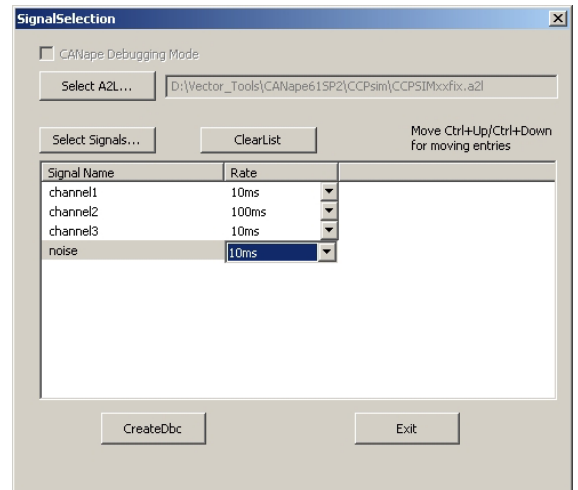 SignalSelection
CANape Debugging Mode
Select A2L...
D:\Vector_Tools\CANape61SP2\CCPsim\CCPSIMxxfix.a2l
Select Signals...
ClearList
Move Ctrl+Up/Ctrl+Down
for moving entries
Signal Name Rate
channel1 10ms
channel2 100ms
channel3 10ms
noise 10ms
CreateDbc
Exit